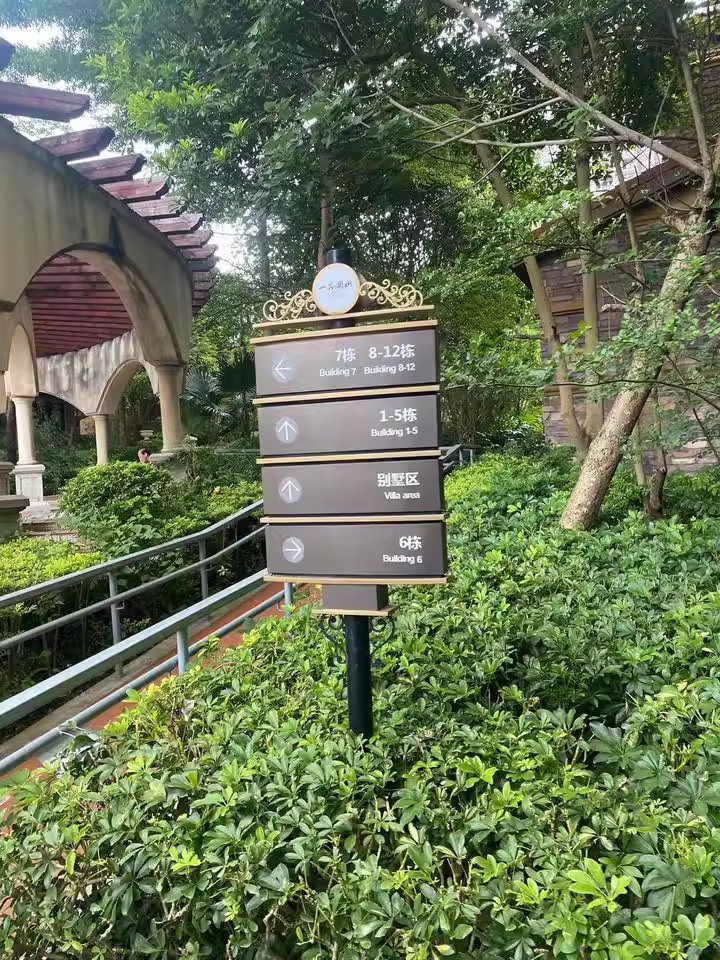 7栋 8-12栋
Building 7 Building 8-12
1-5栋
Building 1-5
别墅区
Villa area
6栋
Building 6